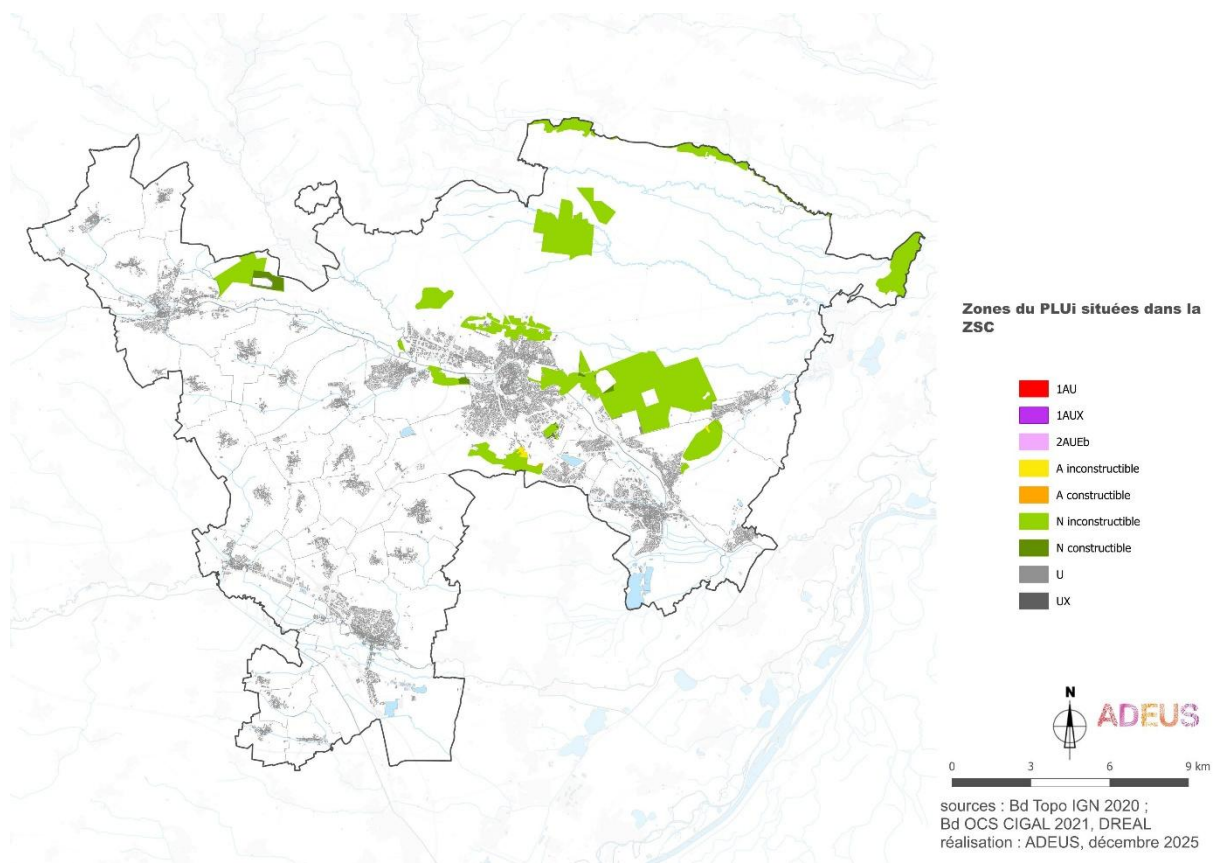 Zones du PLUi situées dans la
ZSC
1AU
1AUX
2AUEb
A inconstructible
A constructible
N inconstructible
N constructible
U
UX
N
ADEUS
0 3 6 9 km
sources : Bd Topo IGN 2020 ;
Bd OCS CIGAL 2021, DREAL
réalisation : ADEUS, décembre 2025